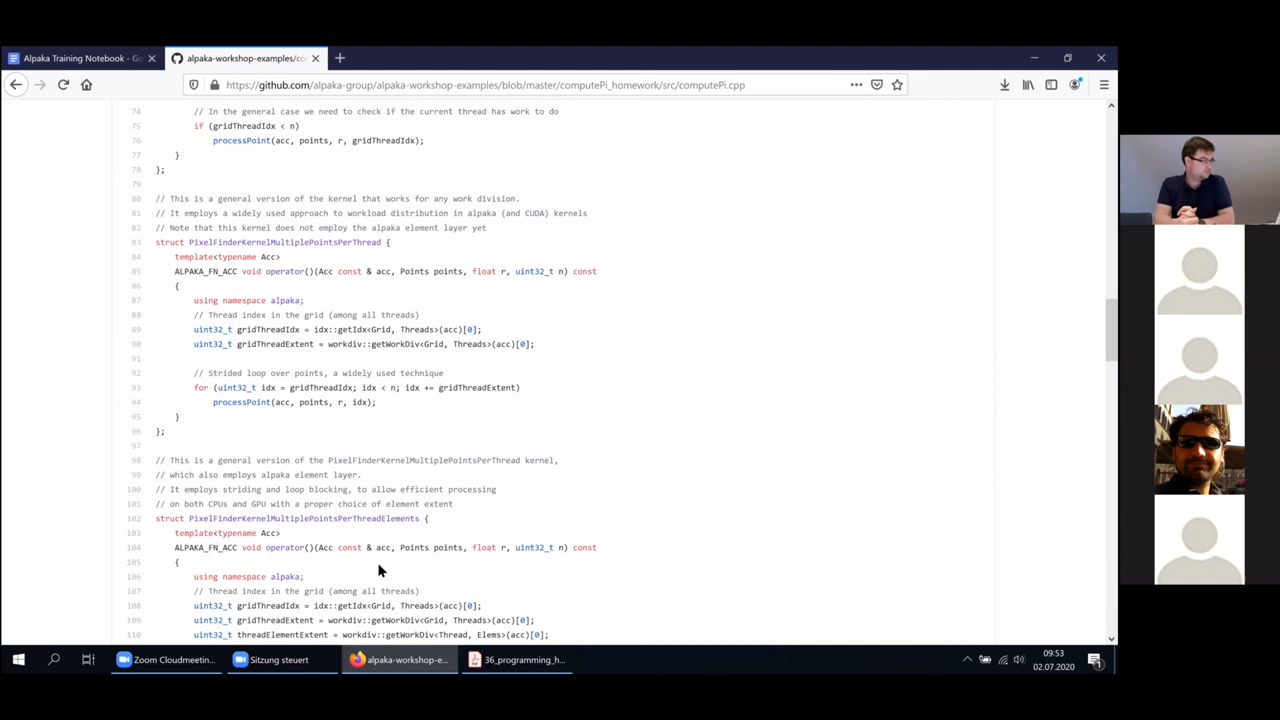 Alpaka Training Notebook - Go
alpaka-workshop-examples/co
https://github.com/alpaka-group/alpaka-workshop-examples/blob/master/computePi_homework/src/computePi.cpp
74 // In the general case we need to check if the current thread has work to do
75 if (gridThreadIdx < n)
76 processPoint(acc, points, r, gridThreadIdx);
77 }
78 };
79
80 // This is a general version of the kernel that works for any work division.
81 // It employs a widely used approach to workload distribution in alpaka (and CUDA) kernels
82 // Note that this kernel does not employ the alpaka element layer yet
83 struct PixelFinderKernelMultiplePointsPerThread {
84 template<typename Acc>
85 ALPAKA_FN_ACC void operator()(Acc const & acc, Points points, float r, uint32_t n) const
86 {
87 using namespace alpaka;
88 // Thread index in the grid (among all threads)
89 uint32_t gridThreadIdx = idx::getIdx<Grid, Threads>(acc)[0];
90 uint32_t gridThreadExtent = workdiv::getWorkDiv<Grid, Threads>(acc)[0];
91
92 // Strided loop over points, a widely used technique
93 for (uint32_t idx = gridThreadIdx; idx < n; idx += gridThreadExtent)
94 processPoint(acc, points, r, idx);
95 }
96 };
97
98 // This is a general version of the PixelFinderKernelMultiplePointsPerThread kernel,
99 // which also employs alpaka element layer.
100 // It employs striding and loop blocking, to allow efficient processing
101 // on both CPUs and GPU with a proper choice of element extent
102 struct PixelFinderKernelMultiplePointsPerThreadElements {
103 template<typename Acc>
104 ALPAKA_FN_ACC void operator()(Acc const & acc, Points points, float r, uint32_t n) const
105 {
106 using namespace alpaka;
107 // Thread index in the grid (among all threads)
108 uint32_t gridThreadIdx = idx::getIdx<Grid, Threads>(acc)[0];
109 uint32_t gridThreadExtent = workdiv::getWorkDiv<Grid, Threads>(acc)[0];
110 uint32_t threadElementExtent = workdiv::getWorkDiv<Thread, Elems>(acc)[0];
Zoom Cloudmeetin...
Sitzung steuert
alpaka-workshop-e...
36_programming_h...
09:53
02.07.2020
1